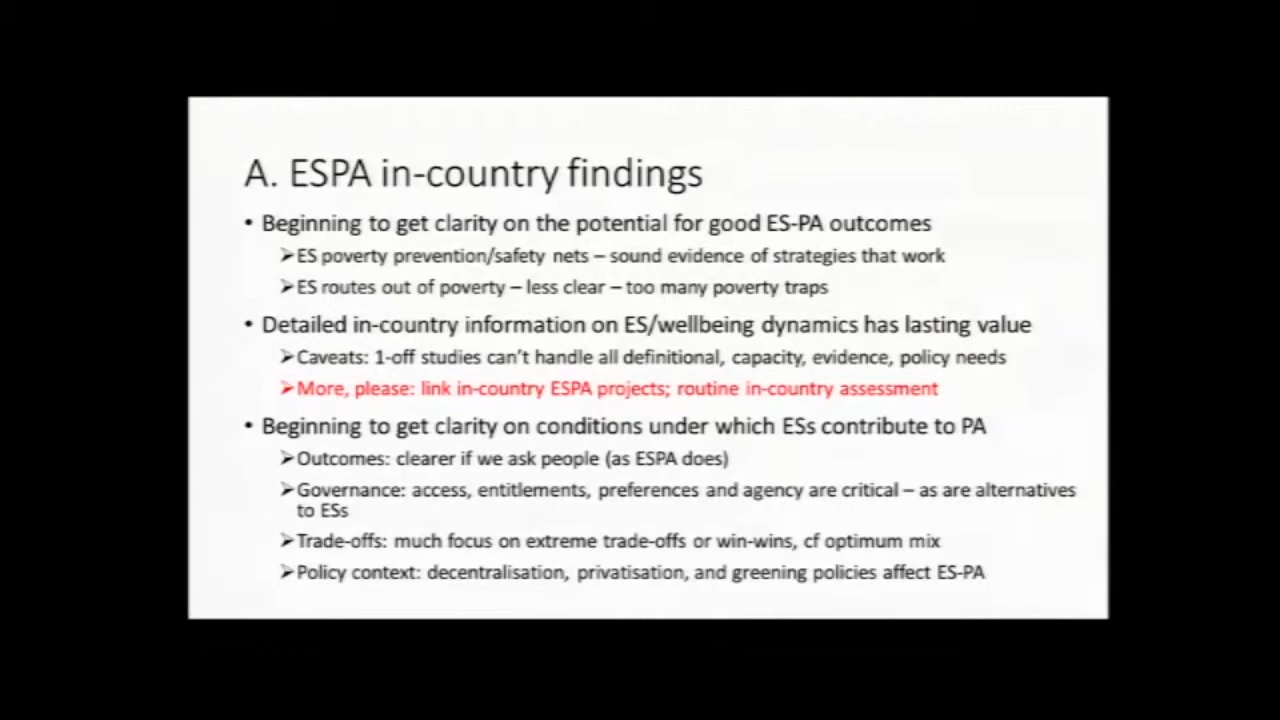 A. ESPA in-country findings
• Beginning to get clarity on the potential for good ES-PA outcomes
➢ES poverty prevention/safety nets – sound evidence of strategies that work
➢ES routes out of poverty – less clear – too many poverty traps
• Detailed in-country information on ES/wellbeing dynamics has lasting value
➢Caveats: 1-off studies can't handle all definitional, capacity, evidence, policy needs
➢More, please: link in-country ESPA projects; routine in-country assessment
• Beginning to get clarity on conditions under which ESs contribute to PA
➢Outcomes: clearer if we ask people (as ESPA does)
➢Governance: access, entitlements, preferences and agency are critical – as are alternatives
to ESs
➢Trade-offs: much focus on extreme trade-offs or win-wins, cf optimum mix
➢Policy context: decentralisation, privatisation, and greening policies affect ES-PA